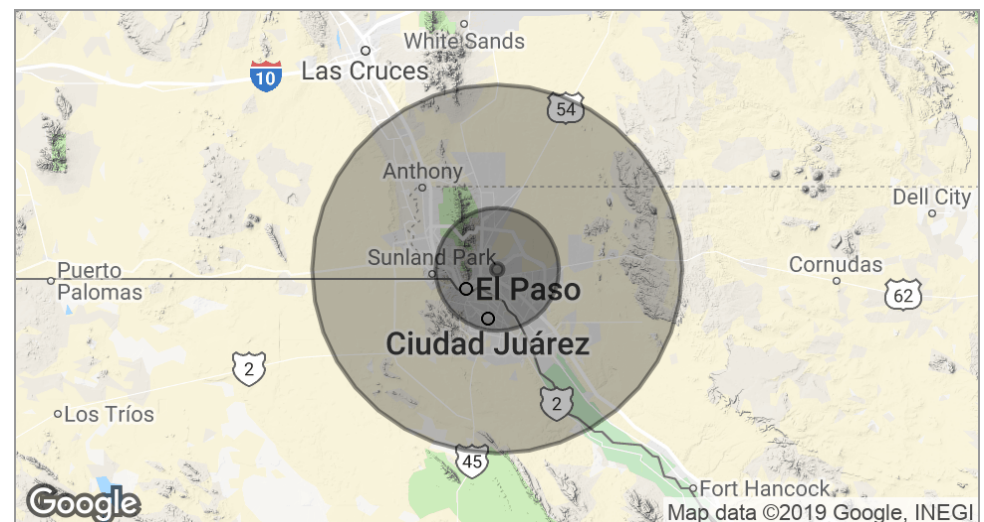 White Sands
10
Las Cruces
54
Anthony
Dell City
Sunland Park
Cornudas
Puerto
Palomas
El Paso
62
Ciudad Juárez
2
2
Los Tríos
45
Fort Hancock
Google
Map data ©2019 Google, INEGI